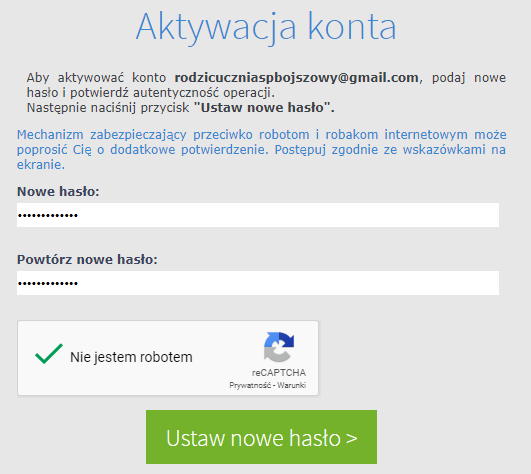 Aktywacja konta
Aby aktywować konto rodzicuczniaspbojszowy@gmail.com, podaj nowe
hasło i potwierdź autentyczność operacji.
Następnie naciśnij przycisk "Ustaw nowe hasło".
Mechanizm zabezpieczający przeciwko robotom i robakom internetowym może
poprosić Cię o dodatkowe potwierdzenie. Postępuj zgodnie ze wskazówkami na
ekranie.
Nowe hasło:
•••••••••••••
Powtórz nowe hasło:
•••••••••••••
Nie jestem robotem
reCAPTCHA
Prywatność - Warunki
Ustaw nowe hasło >